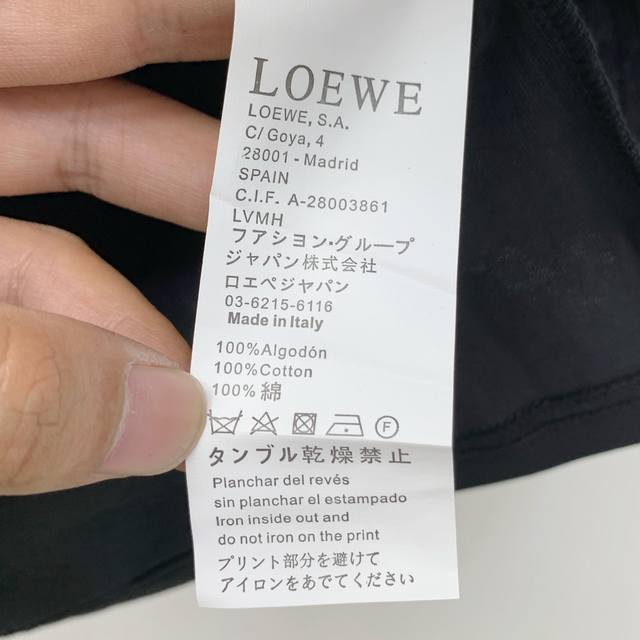 LOEWE
LOEWE, S.A.
C/ Goya, 4
28001 - Madrid
SPAIN
C.I.F. A-28003861
LVMH
フアション・グループ
ジャパン株式会社
口エペジャパン
03-6215-6116
Made in Italy
100%Algodón
100%Cotton
100% 綿
F
タンブル乾燥禁止
Planchar del revés
sin planchar el estampado
Iron inside out and
do not iron on the print
プリント部分を避けて
アイロンをあでてください